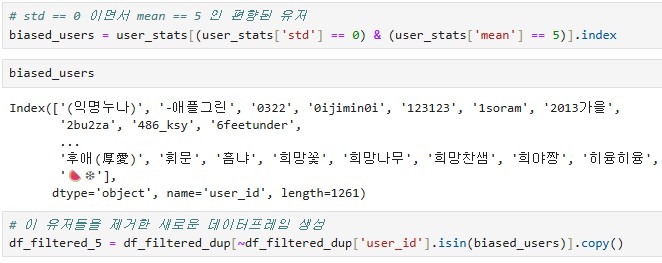 # std == 0 이면서 mean == 5 인 편향된 유저
biased_users = user_stats[(user_stats['std'] == 0) & (user_stats['mean'] == 5)].index
biased_users
Index(['(익명누나)', '-애플그린', '0322', '0ijimin0i', '123123', '1soram', '2013가을',
'2bu2za', '486_ksy', '6feetunder',
...
'후애(厚愛)', '휘문', '흠냐', '희망꽃', '희망나무', '희망찬샘', '희야짱', '히융히융',
'🍉❄'],
dtype='object', name='user_id', length=1261)
# 이 유저들을 제거한 새로운 데이터프레임 생성
df_filtered_5 = df_filtered_dup[~df_filtered_dup['user_id'].isin(biased_users)].copy()